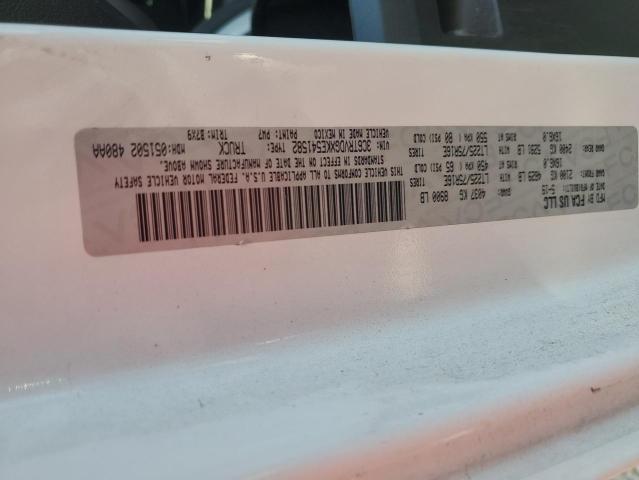 MFD BY FCA US LLC
5-19
GVWR:
4037 KG 8900 LB
GAWR FRONT: 2100 KG 4629 LB WITH LT225/75R16E TIRES
16X6.0 RIMS AT 450 KPA ( 65 PSI) COLD
GAWR REAR: 2400 KG 5291 LB WITH LT225/75R16E TIRES
16X6.0 RIMS AT 550 KPA ( 80 PSI) COLD
THIS VEHICLE CONFORMS TO ALL APPLICABLE U.S.A. FEDERAL MOTOR VEHICLE SAFETY
STANDARDS IN EFFECT ON THE DATE OF MANUFACTURE SHOWN ABOVE.
VIN: 3C6TRVDGXKE541582 TYPE: TRUCK MDH:051502 480AA
VEHICLE MADE IN MEXICO PAINT: PW7 TRIM: B7X9